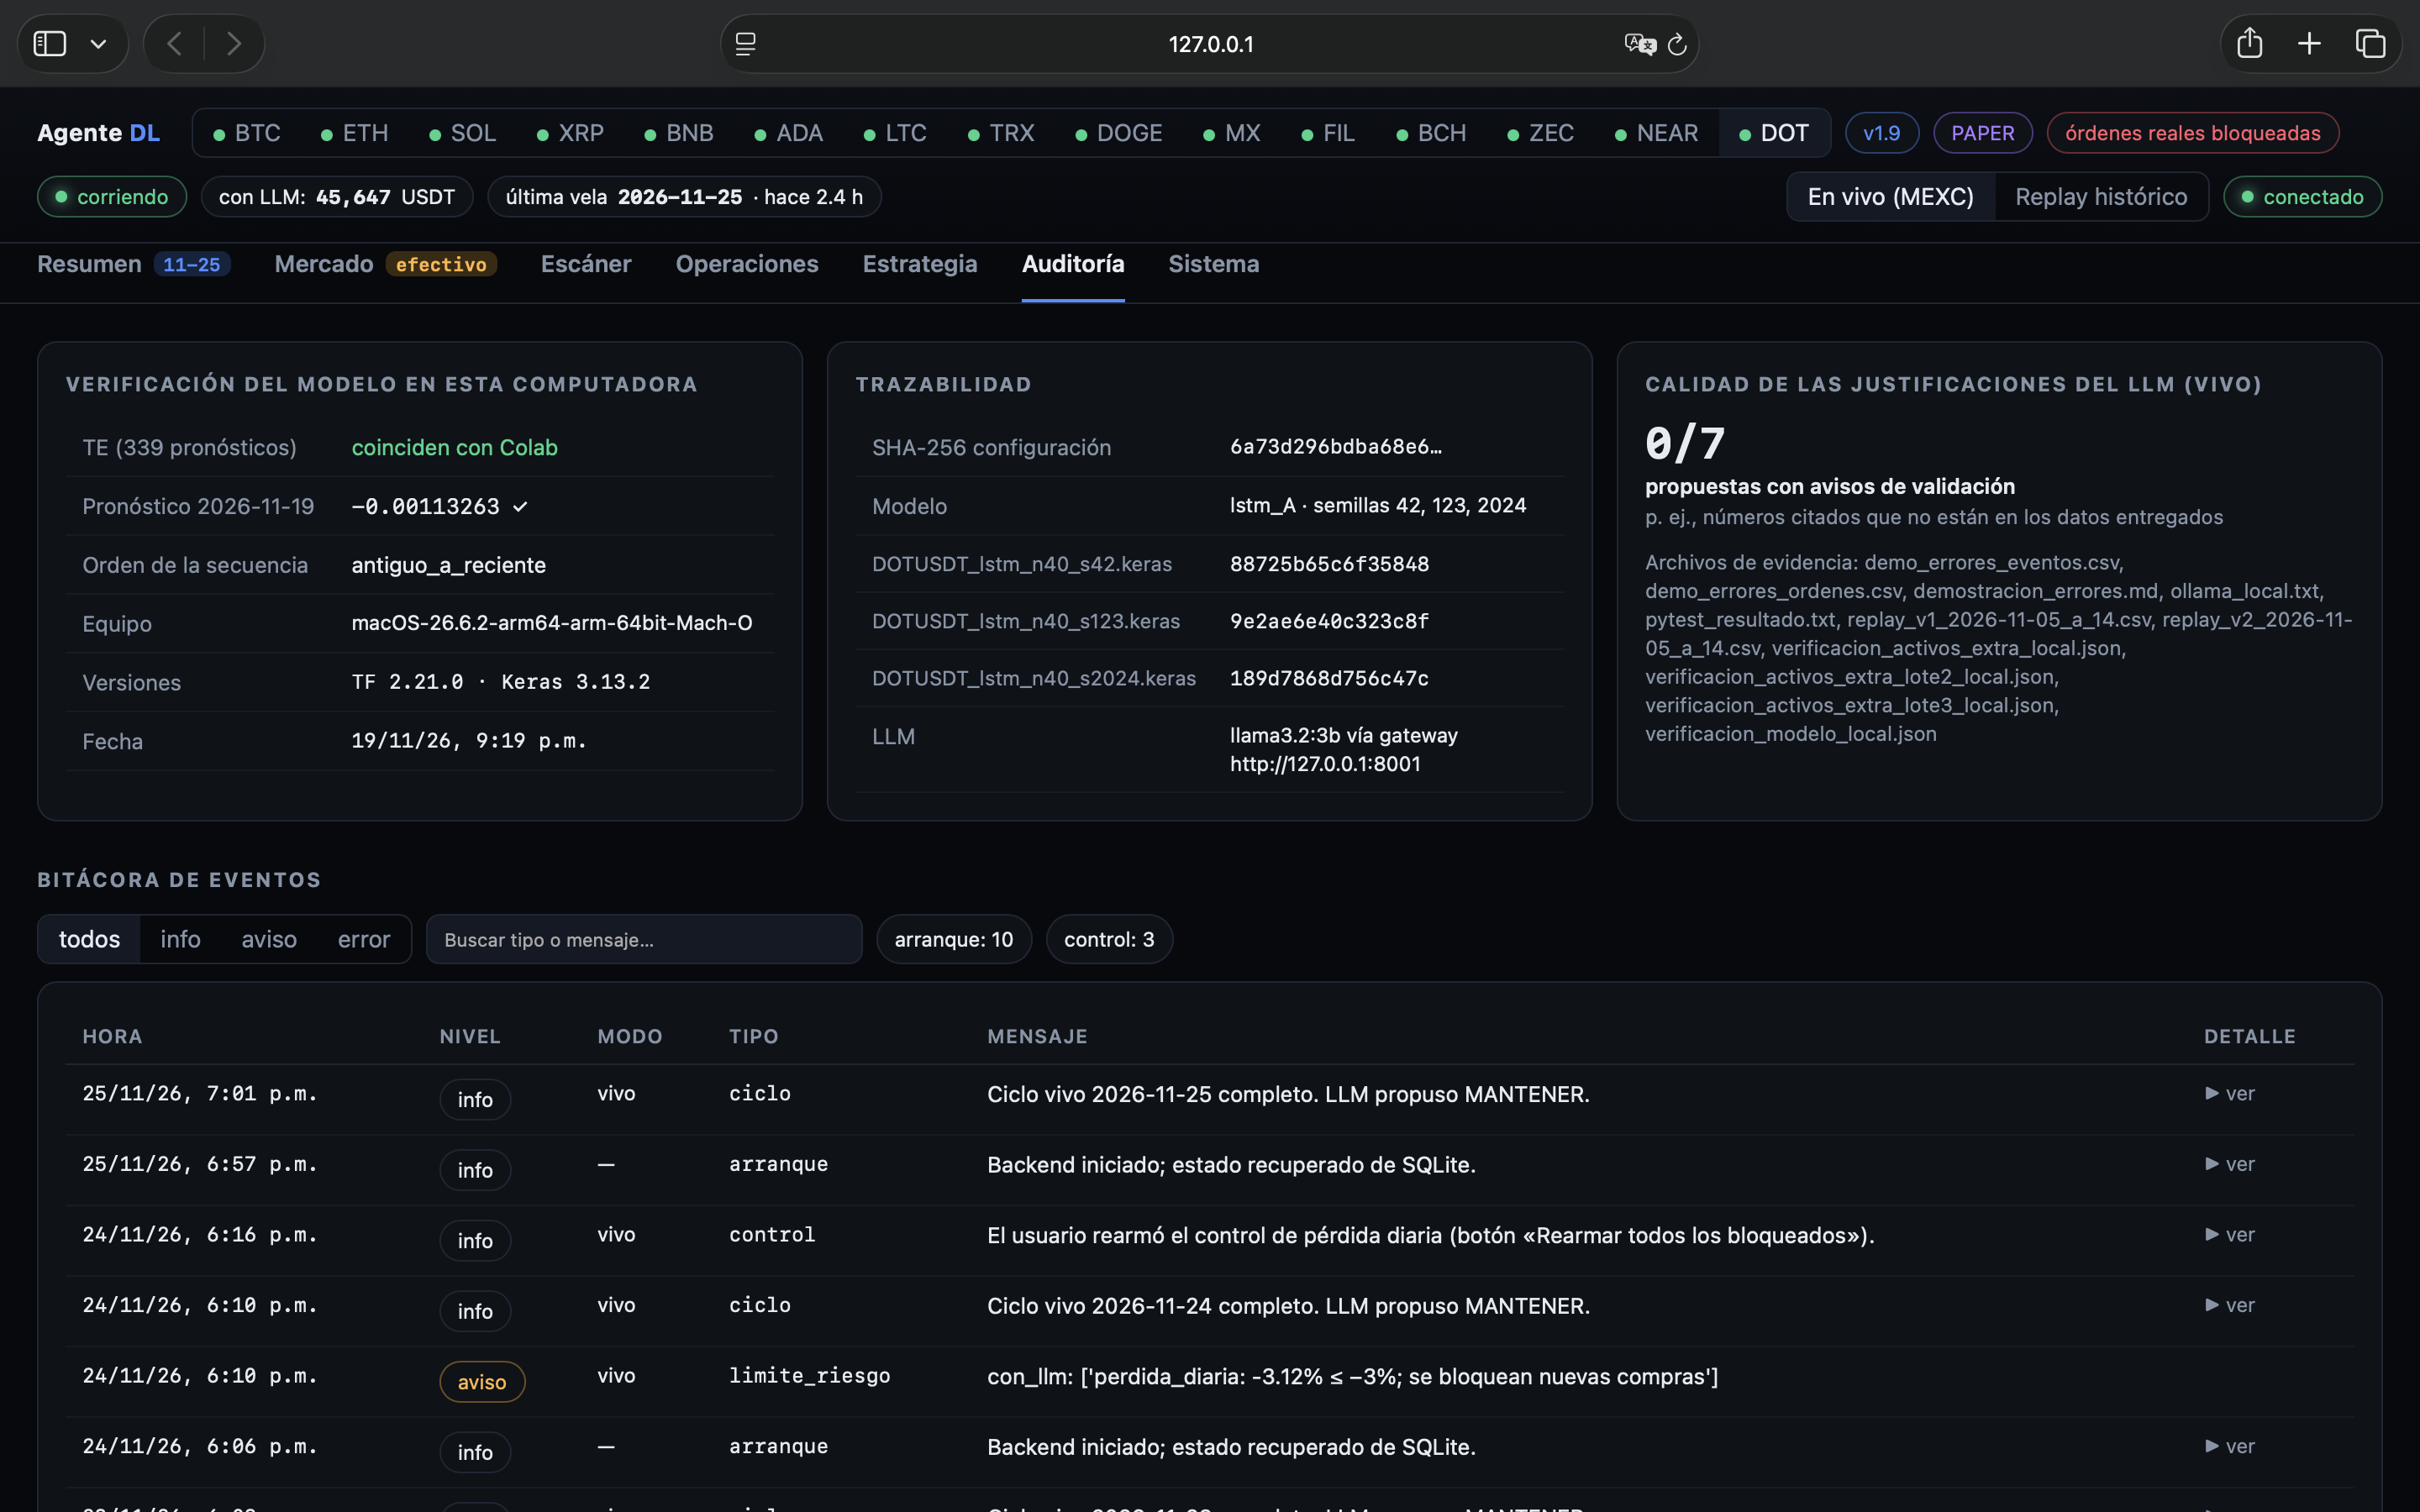 127.0.0.1
Agente DL BTC ETH SOL XRP BNB ADA LTC TRX DOGE MX FIL BCH ZEC NEAR DOT v1.9 PAPER órdenes reales bloqueadas
corriendo con LLM: 45,647 USDT última vela 2026-11-25 · hace 2.4 h En vivo (MEXC) Replay histórico conectado
Resumen 11-25 Mercado efectivo Escáner Operaciones Estrategia Auditoría Sistema
VERIFICACIÓN DEL MODELO EN ESTA COMPUTADORA
TE (339 pronósticos) coinciden con Colab
Pronóstico 2026-11-19 −0.00113263 ✓
Orden de la secuencia antiguo_a_reciente
Equipo macOS-26.6.2-arm64-arm-64bit-Mach-O
Versiones TF 2.21.0 · Keras 3.13.2
Fecha 19/11/26, 9:19 p.m.
TRAZABILIDAD
SHA-256 configuración 6a73d296bdba68e6…
Modelo lstm_A · semillas 42, 123, 2024
DOTUSDT_lstm_n40_s42.keras 88725b65c6f35848
DOTUSDT_lstm_n40_s123.keras 9e2ae6e40c323c8f
DOTUSDT_lstm_n40_s2024.keras 189d7868d756c47c
LLM llama3.2:3b vía gateway
http://127.0.0.1:8001
CALIDAD DE LAS JUSTIFICACIONES DEL LLM (VIVO)
0/7
propuestas con avisos de validación
p. ej., números citados que no están en los datos entregados
Archivos de evidencia: demo_errores_eventos.csv,
demo_errores_ordenes.csv, demostracion_errores.md, ollama_local.txt,
pytest_resultado.txt, replay_v1_2026-11-05_a_14.csv, replay_v2_2026-11-
05_a_14.csv, verificacion_activos_extra_local.json,
verificacion_activos_extra_lote2_local.json,
verificacion_activos_extra_lote3_local.json,
verificacion_modelo_local.json
BITÁCORA DE EVENTOS
todos info aviso error Buscar tipo o mensaje... arranque: 10 control: 3
HORA NIVEL MODO TIPO MENSAJE DETALLE
25/11/26, 7:01 p.m. info vivo ciclo Ciclo vivo 2026-11-25 completo. LLM propuso MANTENER. ▶ ver
25/11/26, 6:57 p.m. info — arranque Backend iniciado; estado recuperado de SQLite. ▶ ver
24/11/26, 6:16 p.m. info vivo control El usuario rearmó el control de pérdida diaria (botón «Rearmar todos los bloqueados»). ▶ ver
24/11/26, 6:10 p.m. info vivo ciclo Ciclo vivo 2026-11-24 completo. LLM propuso MANTENER. ▶ ver
24/11/26, 6:10 p.m. aviso vivo limite_riesgo con_llm: ['perdida_diaria: -3.12% ≤ −3%; se bloquean nuevas compras']
24/11/26, 6:06 p.m. info — arranque Backend iniciado; estado recuperado de SQLite. ▶ ver